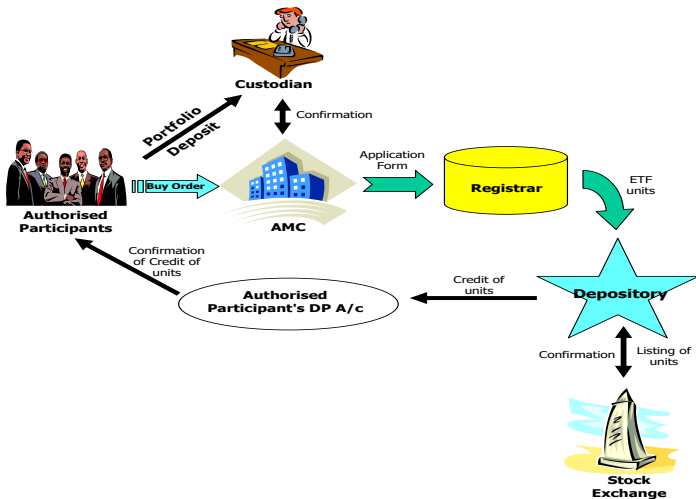 Custodian
Portfolio
Deposit
Confirmation
Authorised
Participants
Buy Order
AMC
Application
Form
Registrar
ETF
units
Confirmation
of Credit of
units
Authorised
Participant's DP A/c
Credit of
units
Depository
Confirmation
Listing of
units
Stock
Exchange